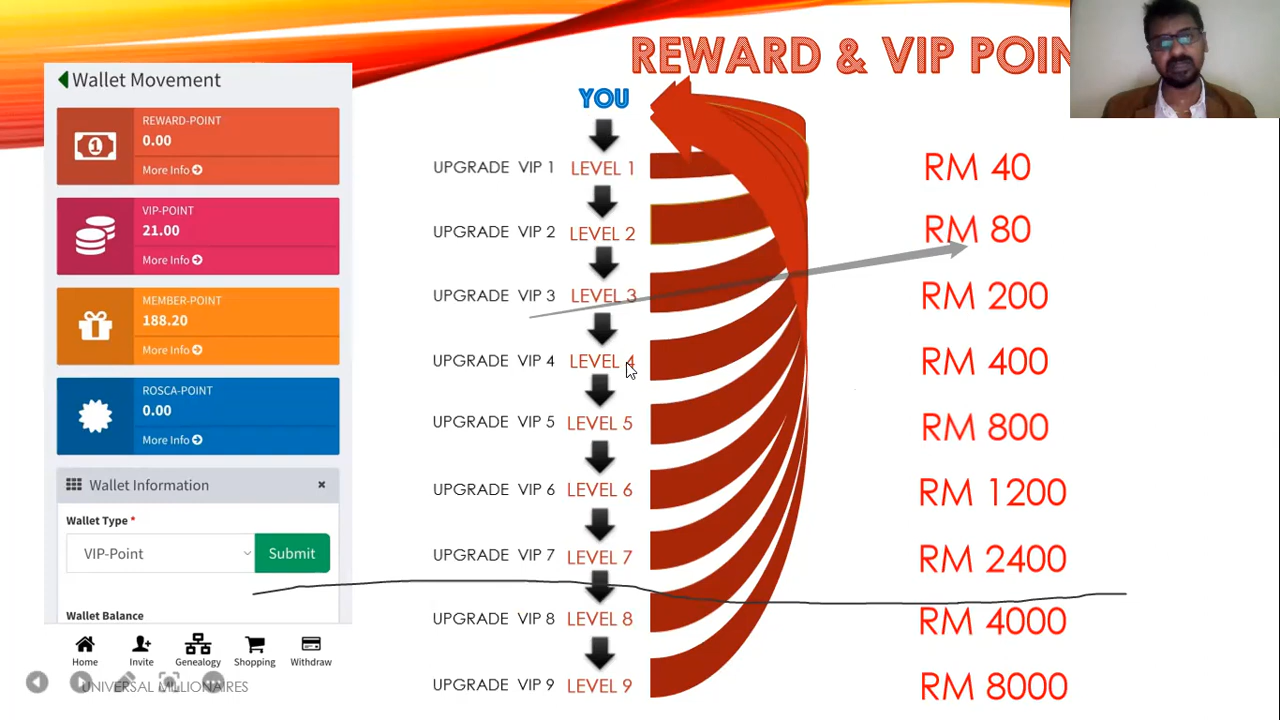 REWARD & VIP POIN
Wallet Movement
REWARD-POINT
0.00
More Info
VIP-POINT
21.00
More Info
MEMBER-POINT
188.20
More Info
ROSCA-POINT
0.00
More Info
Wallet Information ×
Wallet Type *
VIP-Point Submit
Wallet Balance
Home Invite Genealogy Shopping Withdraw
UNIVERSAL MILLIONAIRES
YOU
UPGRADE VIP 1 LEVEL 1 RM 40
UPGRADE VIP 2 LEVEL 2 RM 80
UPGRADE VIP 3 LEVEL 3 RM 200
UPGRADE VIP 4 LEVEL 4 RM 400
UPGRADE VIP 5 LEVEL 5 RM 800
UPGRADE VIP 6 LEVEL 6 RM 1200
UPGRADE VIP 7 LEVEL 7 RM 2400
UPGRADE VIP 8 LEVEL 8 RM 4000
UPGRADE VIP 9 LEVEL 9 RM 8000